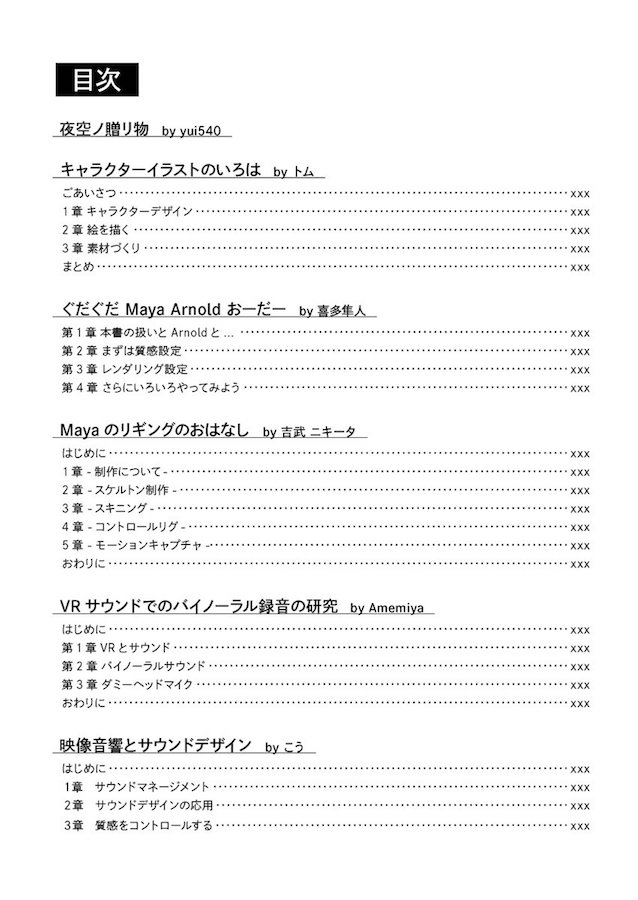 目次
夜空ノ贈リ物 by yui540
キャラクターイラストのいろは by トム
ごあいさつ ････････････････････ xxx
1章 キャラクターデザイン ････････････････････ xxx
2章 絵を描く ････････････････････ xxx
3章 素材づくり ････････････････････ xxx
まとめ ････････････････････ xxx
ぐだぐだ Maya Arnold おーだー by 喜多隼人
第1章 本書の扱いと Arnold と ... ････････････････････ xxx
第2章 まずは質感設定 ････････････････････ xxx
第3章 レンダリング設定 ････････････････････ xxx
第4章 さらにいろいろやってみよう ････････････････････ xxx
Maya のリギングのおはなし by 吉武 ニキータ
はじめに ････････････････････ xxx
1章 - 制作について - ････････････････････ xxx
2章 - スケルトン制作 - ････････････････････ xxx
3章 - スキニング - ････････････････････ xxx
4章 - コントロールリグ - ････････････････････ xxx
5章 - モーションキャプチャ - ････････････････････ xxx
おわりに ････････････････････ xxx
VR サウンドでのバイノーラル録音の研究 by Amemiya
はじめに ････････････････････ xxx
第1章 VR とサウンド ････････････････････ xxx
第2章 バイノーラルサウンド ････････････････････ xxx
第3章 ダミーヘッドマイク ････････････････････ xxx
おわりに ････････････････････ xxx
映像音響とサウンドデザイン by こう
はじめに ････････････････････ xxx
1章 サウンドマネージメント ････････････････････ xxx
2章 サウンドデザインの応用 ････････････････････ xxx
3章 質感をコントロールする ････････････････････ xxx